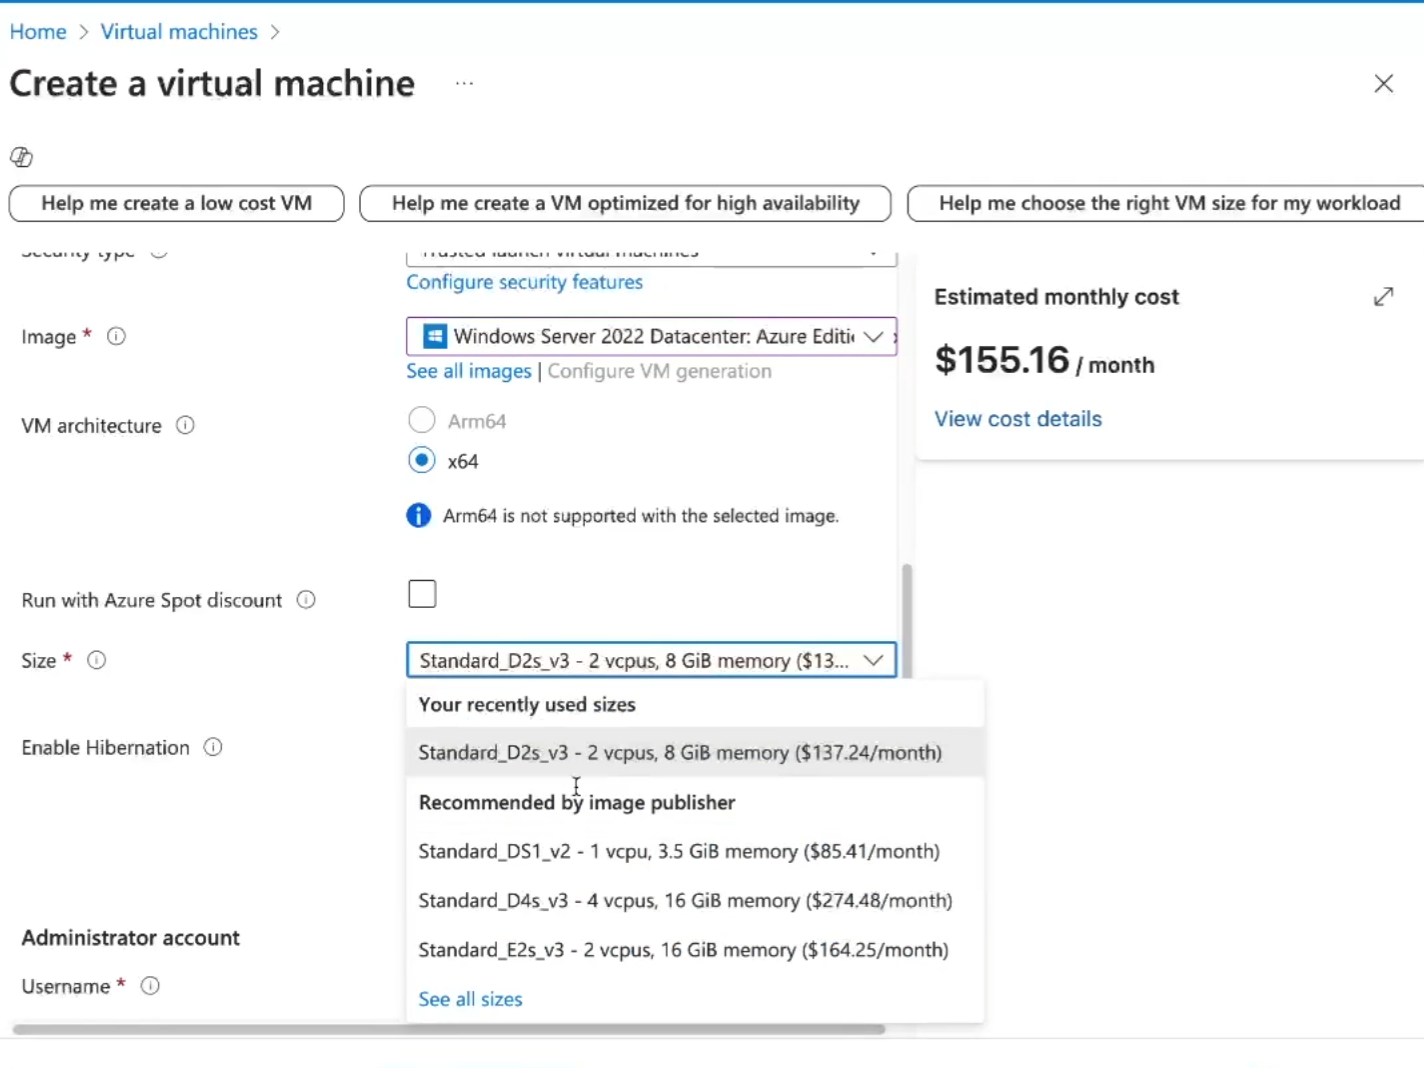 Home > Virtual machines >
Create a virtual machine ...
Help me create a low cost VM
Help me create a VM optimized for high availability
Help me choose the right VM size for my workload
Security type
Trusted launch virtual machines
Configure security features
Estimated monthly cost
Image *
Windows Server 2022 Datacenter: Azure Editi
$155.16 / month
See all images | Configure VM generation
View cost details
VM architecture
Arm64
x64
Arm64 is not supported with the selected image.
Run with Azure Spot discount
Size *
Standard_D2s_v3 - 2 vcpus, 8 GiB memory ($13...
Your recently used sizes
Enable Hibernation
Standard_D2s_v3 - 2 vcpus, 8 GiB memory ($137.24/month)
Recommended by image publisher
Standard_DS1_v2 - 1 vcpu, 3.5 GiB memory ($85.41/month)
Standard_D4s_v3 - 4 vcpus, 16 GiB memory ($274.48/month)
Administrator account
Standard_E2s_v3 - 2 vcpus, 16 GiB memory ($164.25/month)
Username *
See all sizes